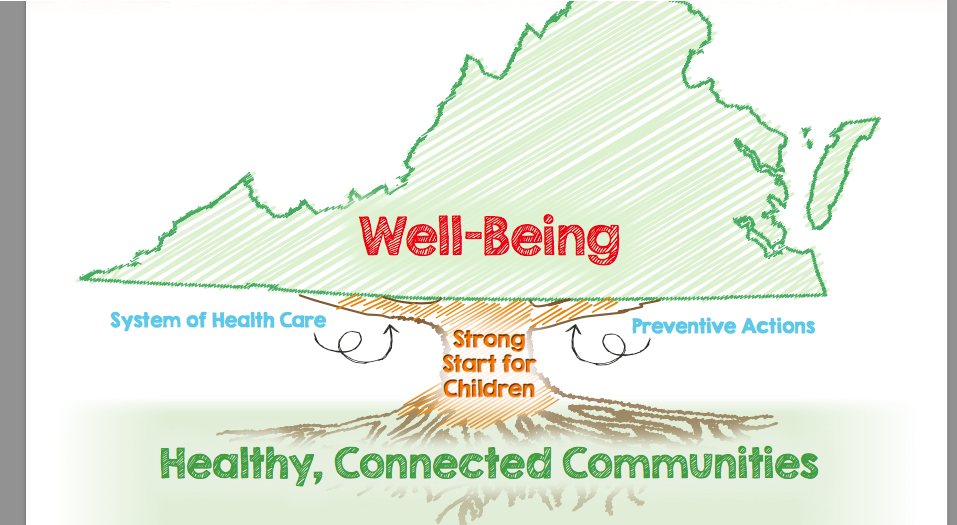 Well-Being
System of Health Care
Preventive Actions
Strong
Start for
Children
Healthy, Connected Communities